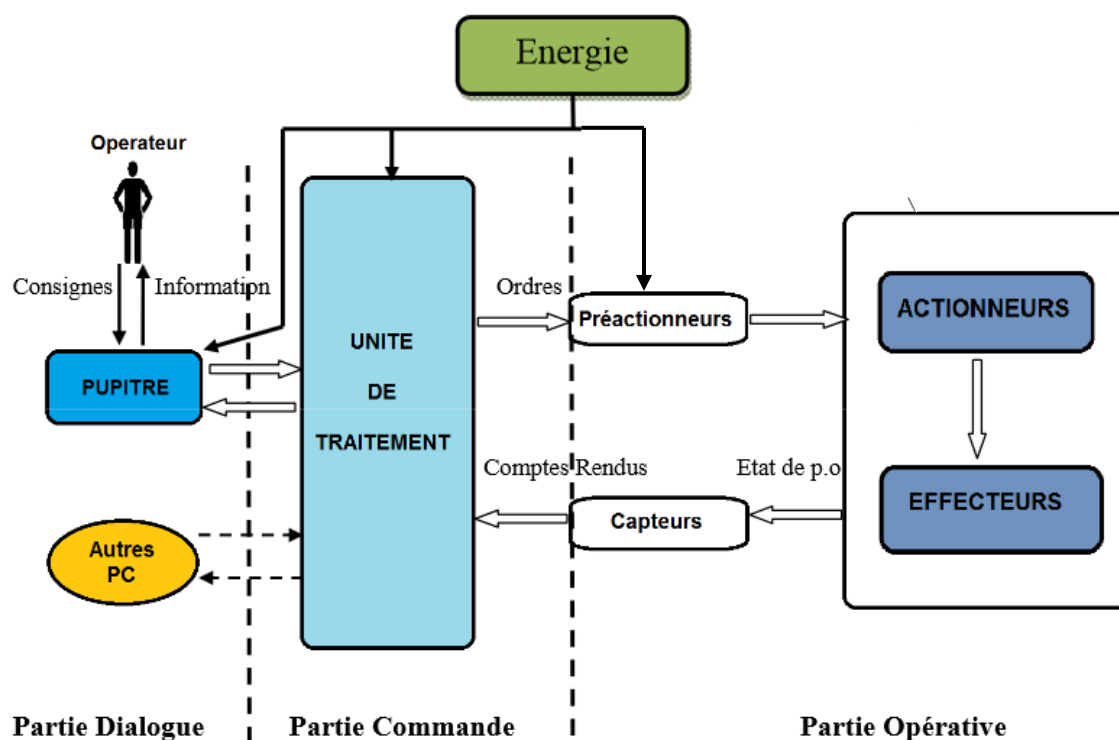 Energie
Operateur
Consignes
Information
Ordres
Préactionneurs
ACTIONNEURS
UNITE
DE
TRAITEMENT
PUPITRE
Comptes Rendus
Etat de p.o
Capteurs
EFFECTEURS
Autres
PC
Partie Dialogue
Partie Commande
Partie Opérative